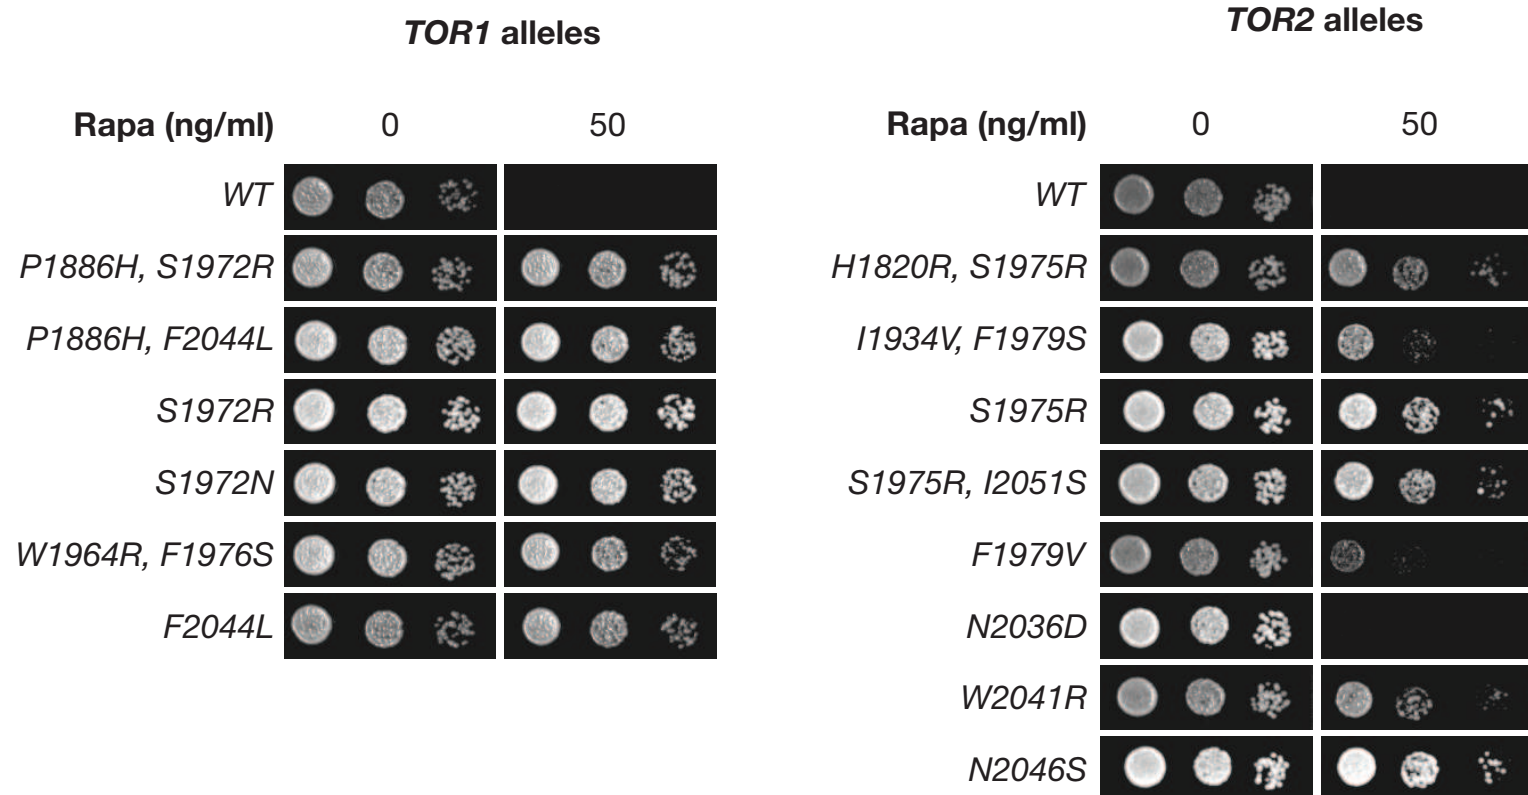 TOR1 alleles
Rapa (ng/ml) 0 50
WT
P1886H, S1972R
P1886H, F2044L
S1972R
S1972N
W1964R, F1976S
F2044L
TOR2 alleles
Rapa (ng/ml) 0 50
WT
H1820R, S1975R
I1934V, F1979S
S1975R
S1975R, I2051S
F1979V
N2036D
W2041R
N2046S